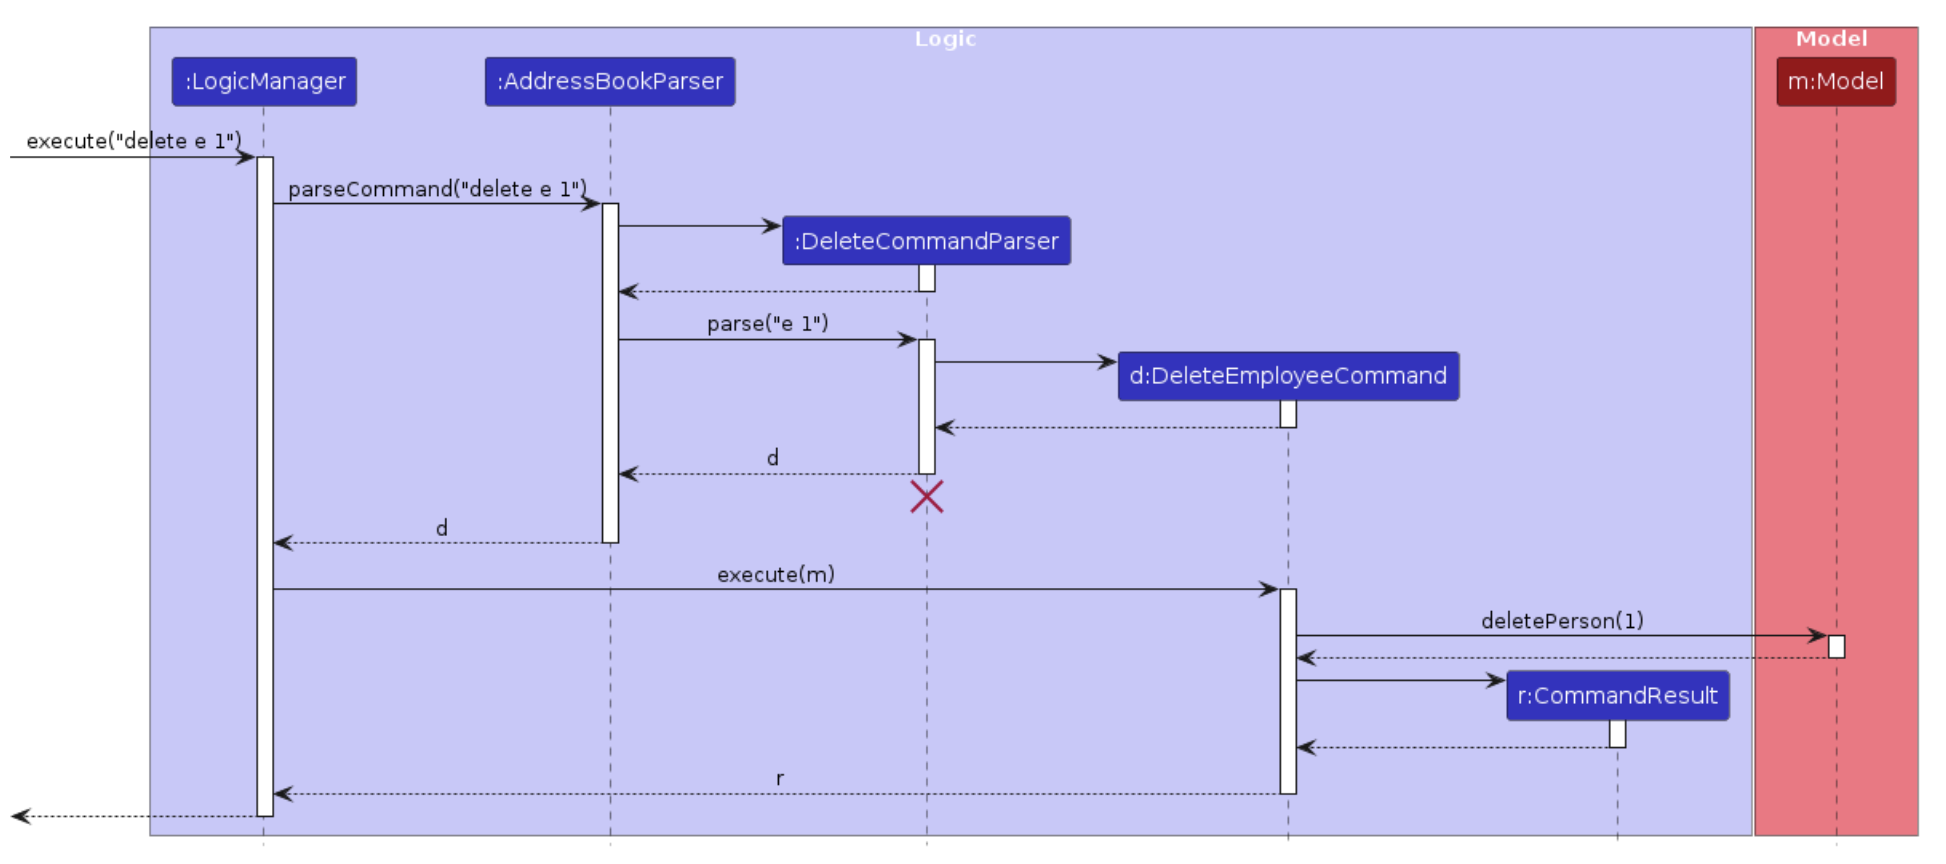 Logic
Model
:LogicManager
:AddressBookParser
m:Model
execute("delete e 1")
parseCommand("delete e 1")
:DeleteCommandParser
parse("e 1")
d:DeleteEmployeeCommand
d
d
execute(m)
deletePerson(1)
r:CommandResult
r